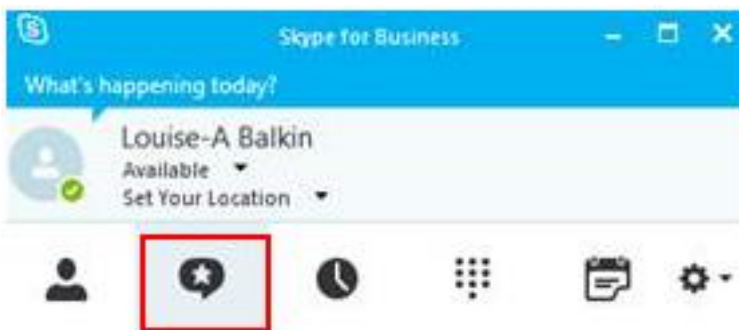 Skype for Business
What's happening today?
Louise-A Balkin
Available
Set Your Location